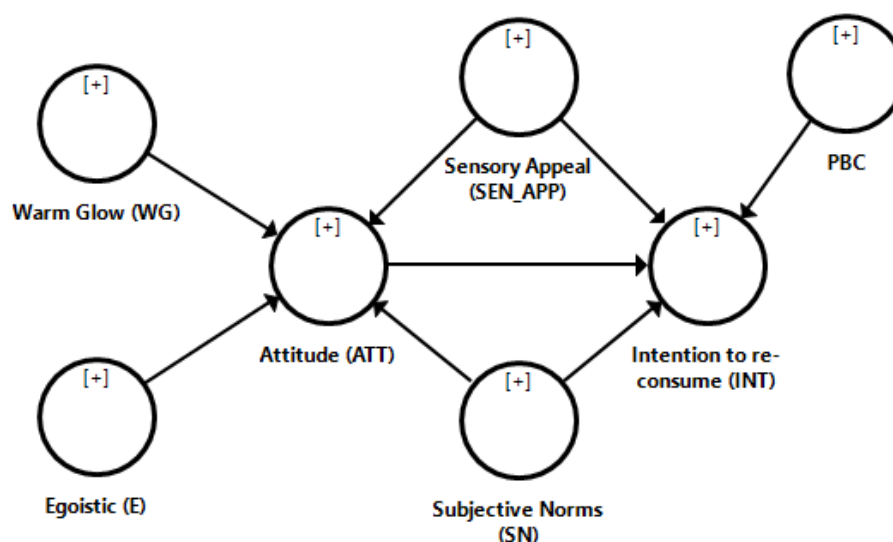 [+]
Warm Glow (WG)
[+]
Sensory Appeal
(SEN_APP)
[+]
PBC
[+]
Attitude (ATT)
[+]
Intention to re-
consume (INT)
[+]
Egoistic (E)
[+]
Subjective Norms
(SN)